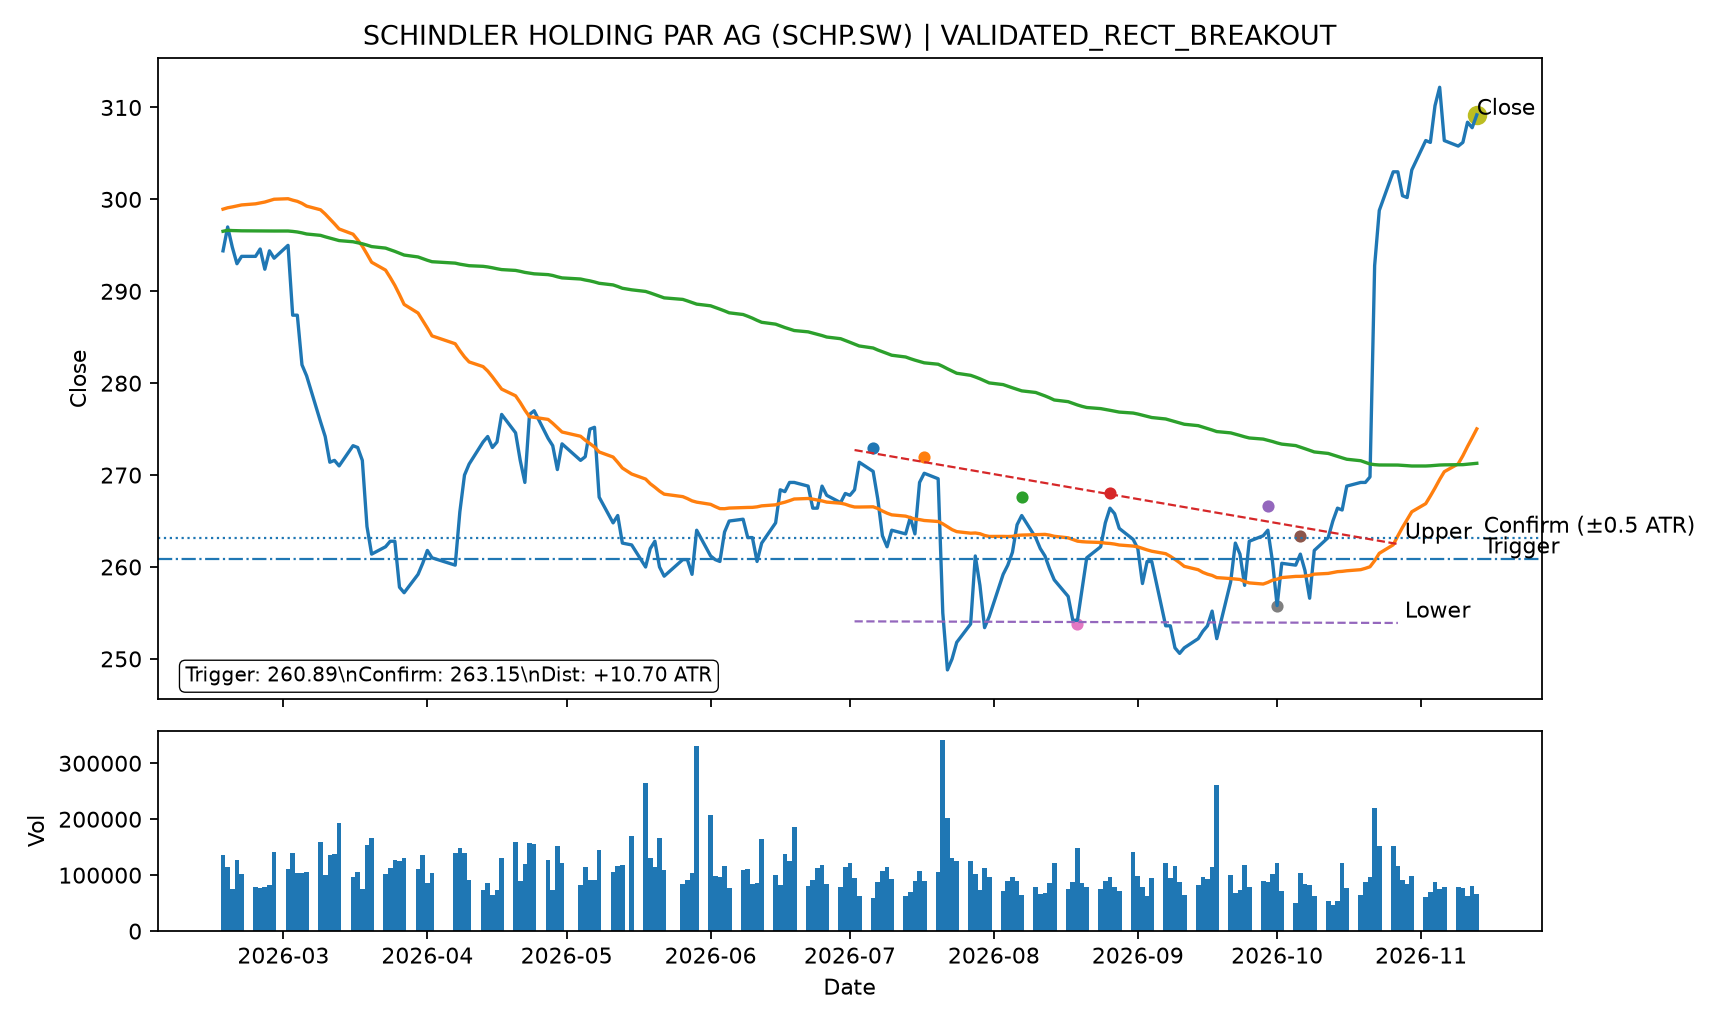 SCHINDLER HOLDING PAR AG (SCHP.SW) | VALIDATED_RECT_BREAKOUT
Close
310
300
290
280
270
260
250
Close
Upper
Confirm (±0.5 ATR)
Trigger
Lower
Trigger: 260.89\nConfirm: 263.15\nDist: +10.70 ATR
Vol
300000
200000
100000
0
2026-03 2026-04 2026-05 2026-06 2026-07 2026-08 2026-09 2026-10 2026-11
Date